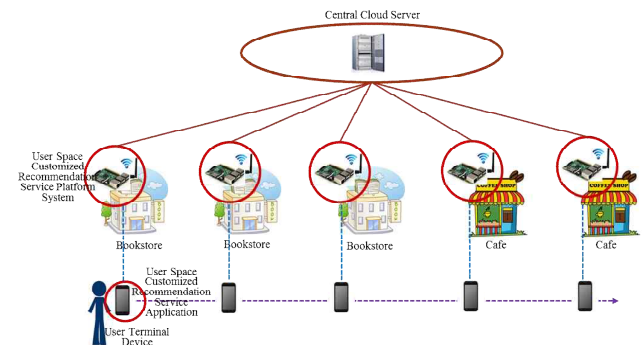 Central Cloud Server
User Space
Customized
Recommendation
Service Platform
System
COFFEE SHOP
COFFEE SHOP
Bookstore
Bookstore
Bookstore
Cafe
Cafe
User Space
Customized
Recommendation
Service
Application
User Terminal
Device